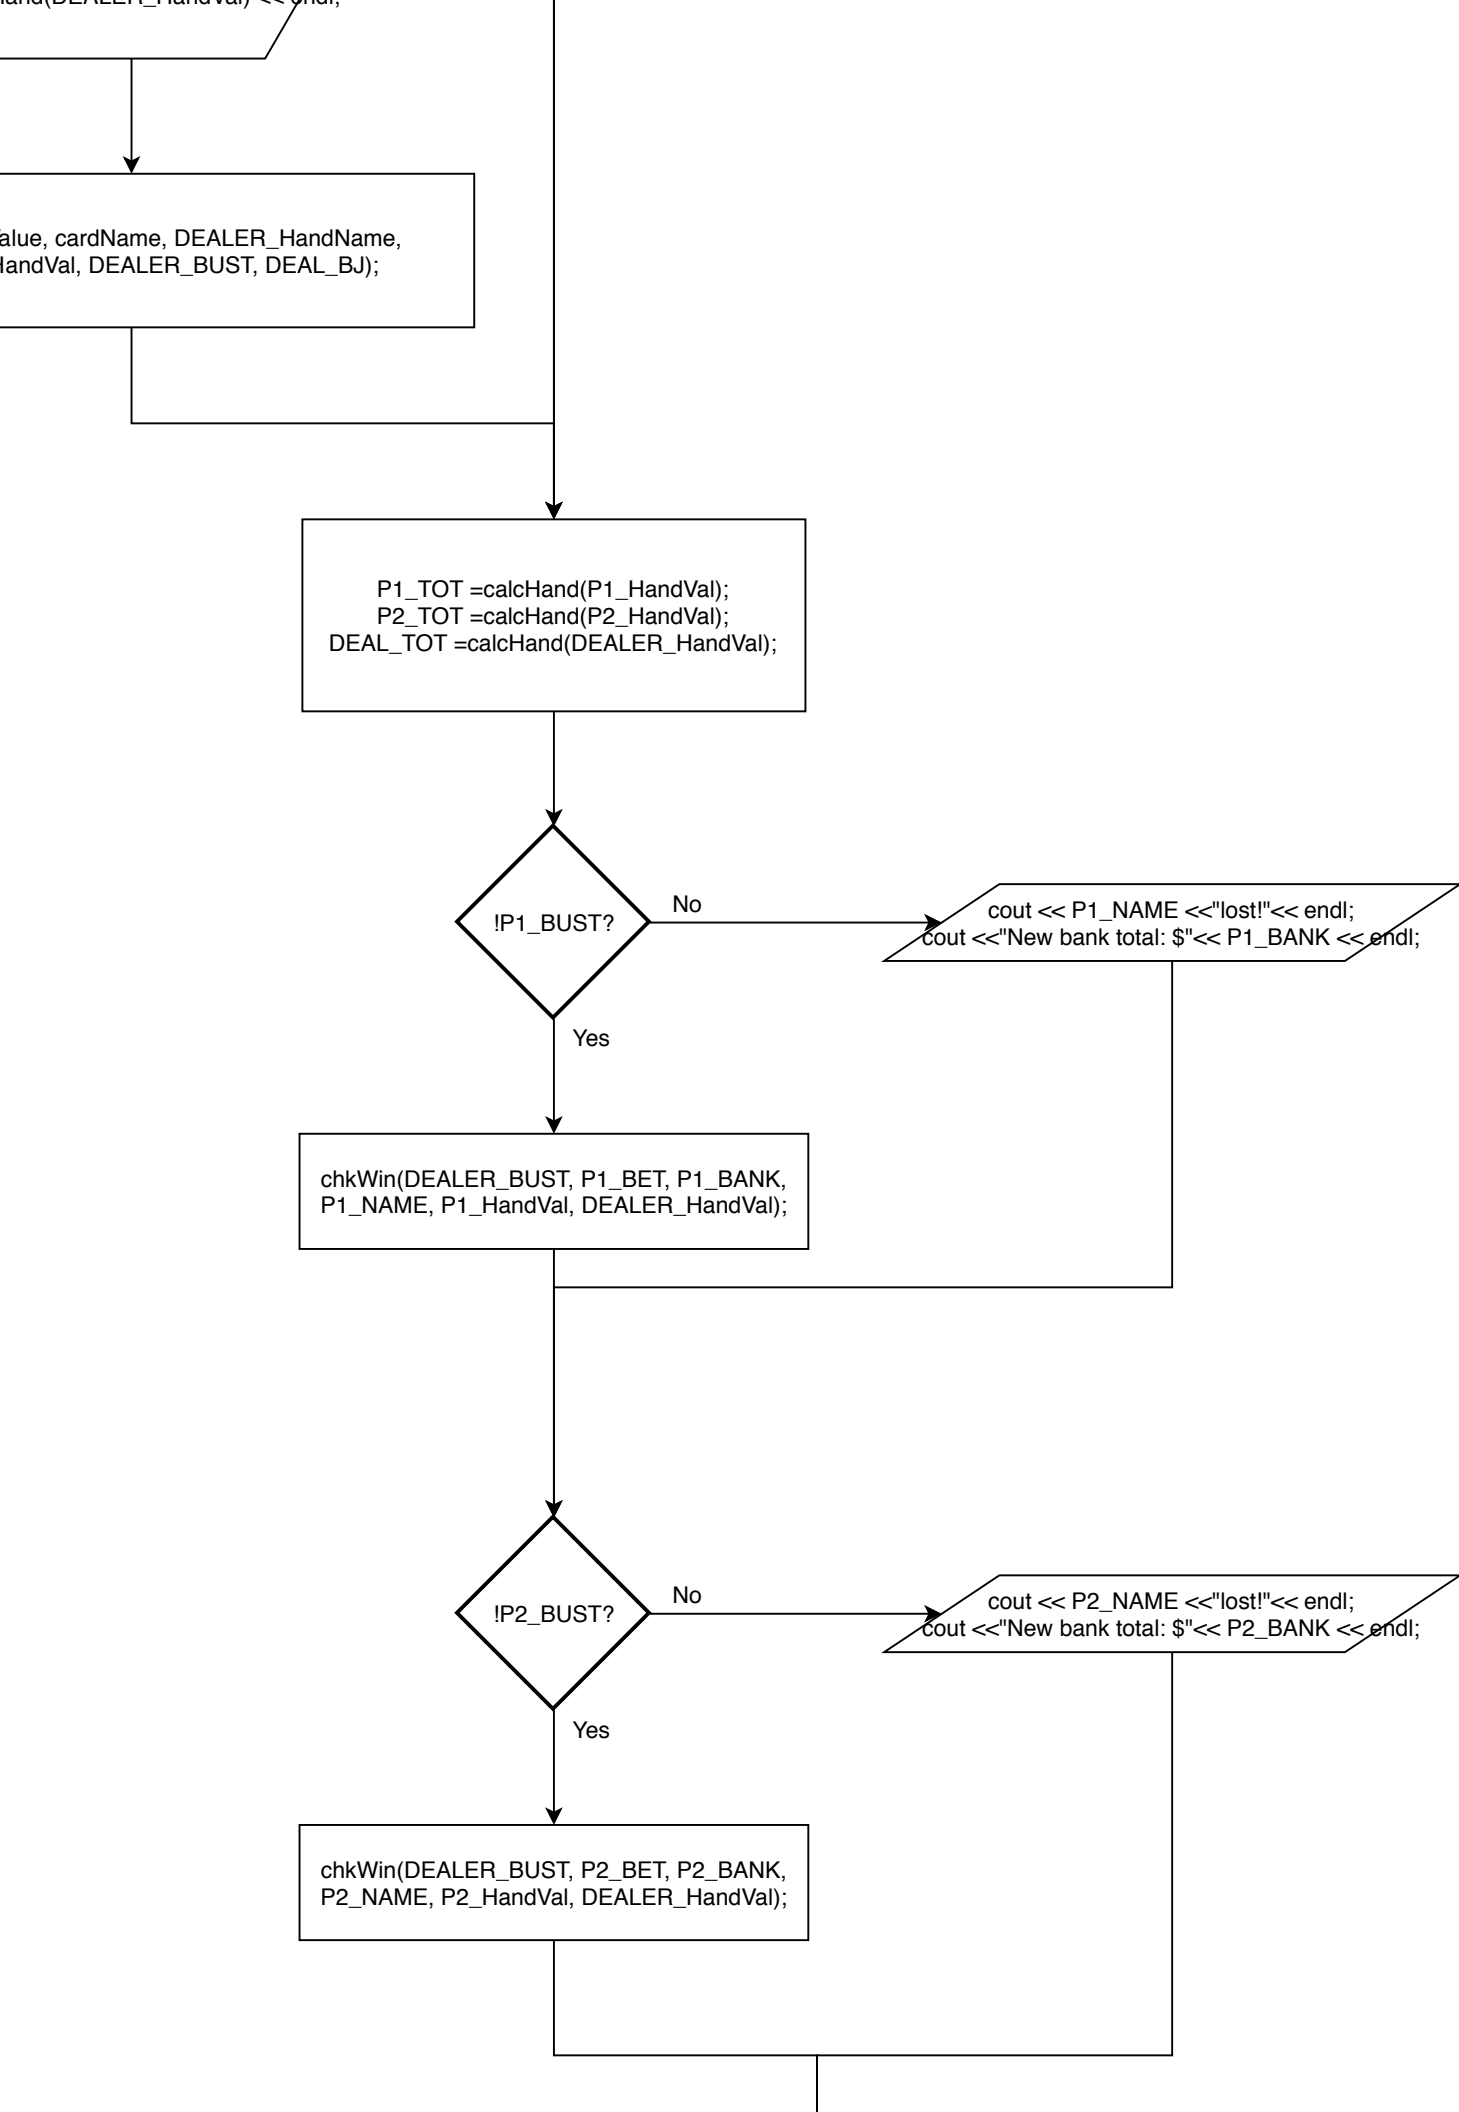 cardName, DEALER_HandName,
DEALER_BUST, DEAL_BJ);
P1_TOT =calcHand(P1_HandVal);
P2_TOT =calcHand(P2_HandVal);
DEAL_TOT =calcHand(DEALER_HandVal);
!P1_BUST?
No
cout << P1_NAME <<"lost!"<< endl;
cout <<"New bank total: $"<< P1_BANK << endl;
Yes
chkWin(DEALER_BUST, P1_BET, P1_BANK,
P1_NAME, P1_HandVal, DEALER_HandVal);
!P2_BUST?
No
cout << P2_NAME <<"lost!"<< endl;
cout <<"New bank total: $"<< P2_BANK << endl;
Yes
chkWin(DEALER_BUST, P2_BET, P2_BANK,
P2_NAME, P2_HandVal, DEALER_HandVal);